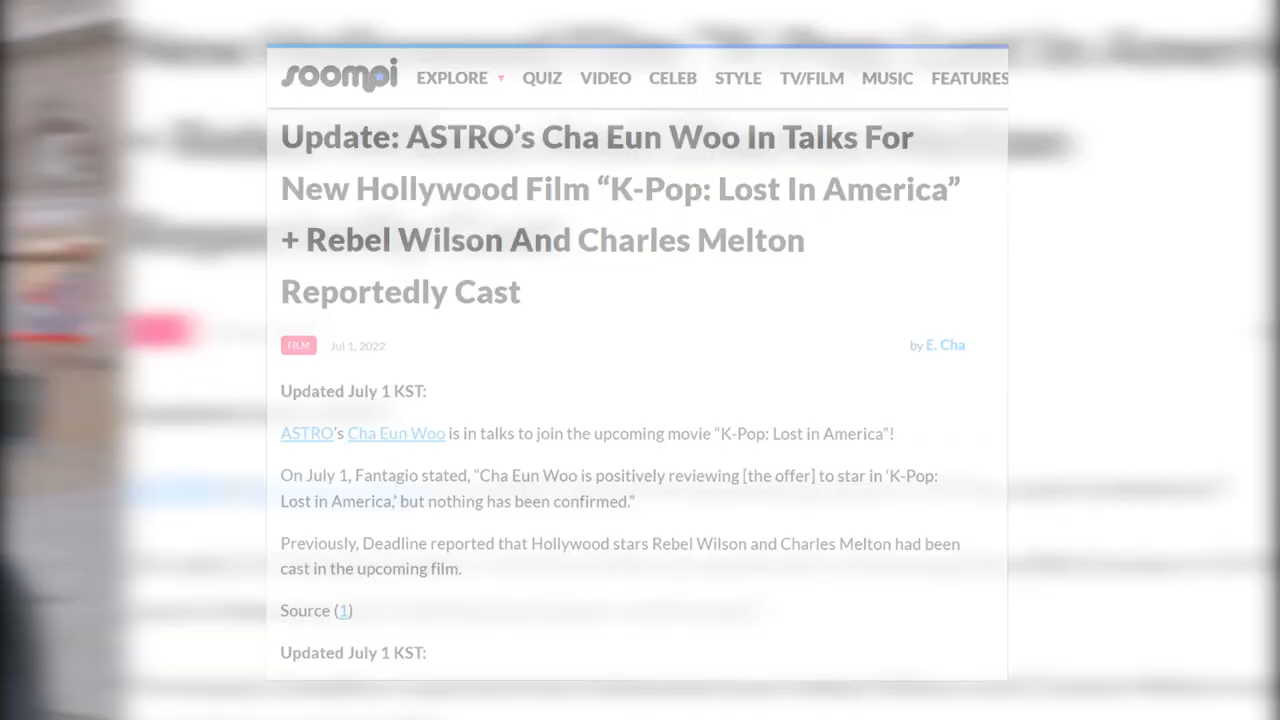 soompi EXPLORE QUIZ VIDEO CELEB STYLE TV/FILM MUSIC FEATURES
Update: ASTRO’s Cha Eun Woo In Talks For
New Hollywood Film “K-Pop: Lost In America”
+ Rebel Wilson And Charles Melton
Reportedly Cast
FILM Jul 1, 2022 by E. Cha
Updated July 1 KST:
ASTRO’s Cha Eun Woo is in talks to join the upcoming movie “K-Pop: Lost in America”!
On July 1, Fantagio stated, “Cha Eun Woo is positively reviewing [the offer] to star in ‘K-Pop:
Lost in America,’ but nothing has been confirmed.”
Previously, Deadline reported that Hollywood stars Rebel Wilson and Charles Melton had been
cast in the upcoming film.
Source (1)
Updated July 1 KST: